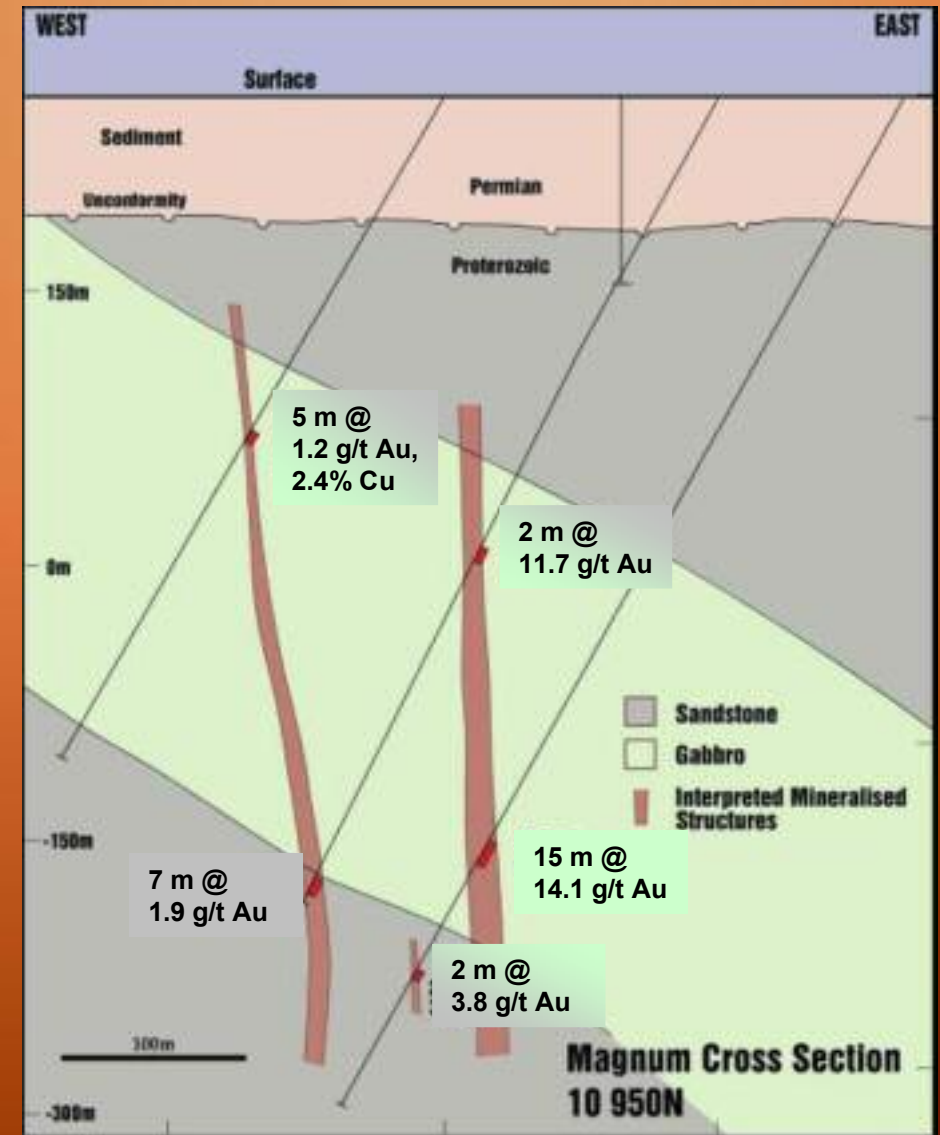 WEST
EAST
Surface
Sediment
Permian
Unconformity
Proterozoic
150m
5 m @
1.2 g/t Au,
2.4% Cu
2 m @
11.7 g/t Au
0m
Sandstone
Gabbro
Interpreted Mineralised
Structures
-150m
15 m @
14.1 g/t Au
7 m @
1.9 g/t Au
2 m @
3.8 g/t Au
100m
Magnum Cross Section
10 950N
-300m